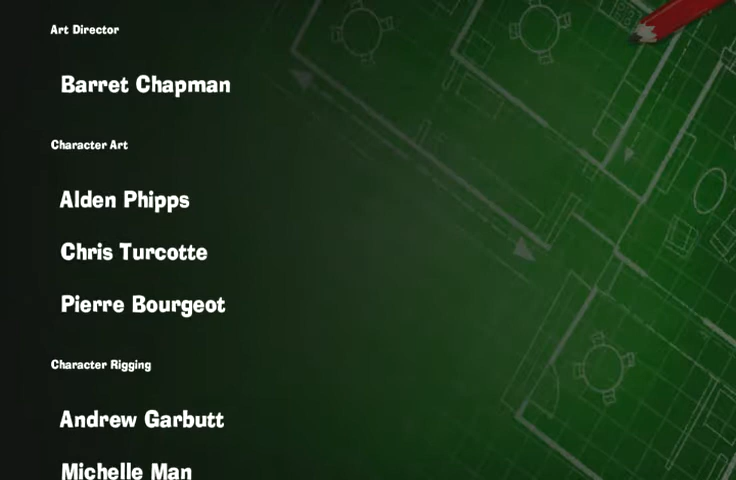 Art Director
Barret Chapman
Character Art
Alden Phipps
Chris Turcotte
Pierre Bourgeot
Character Rigging
Andrew Garbutt
Michelle Man